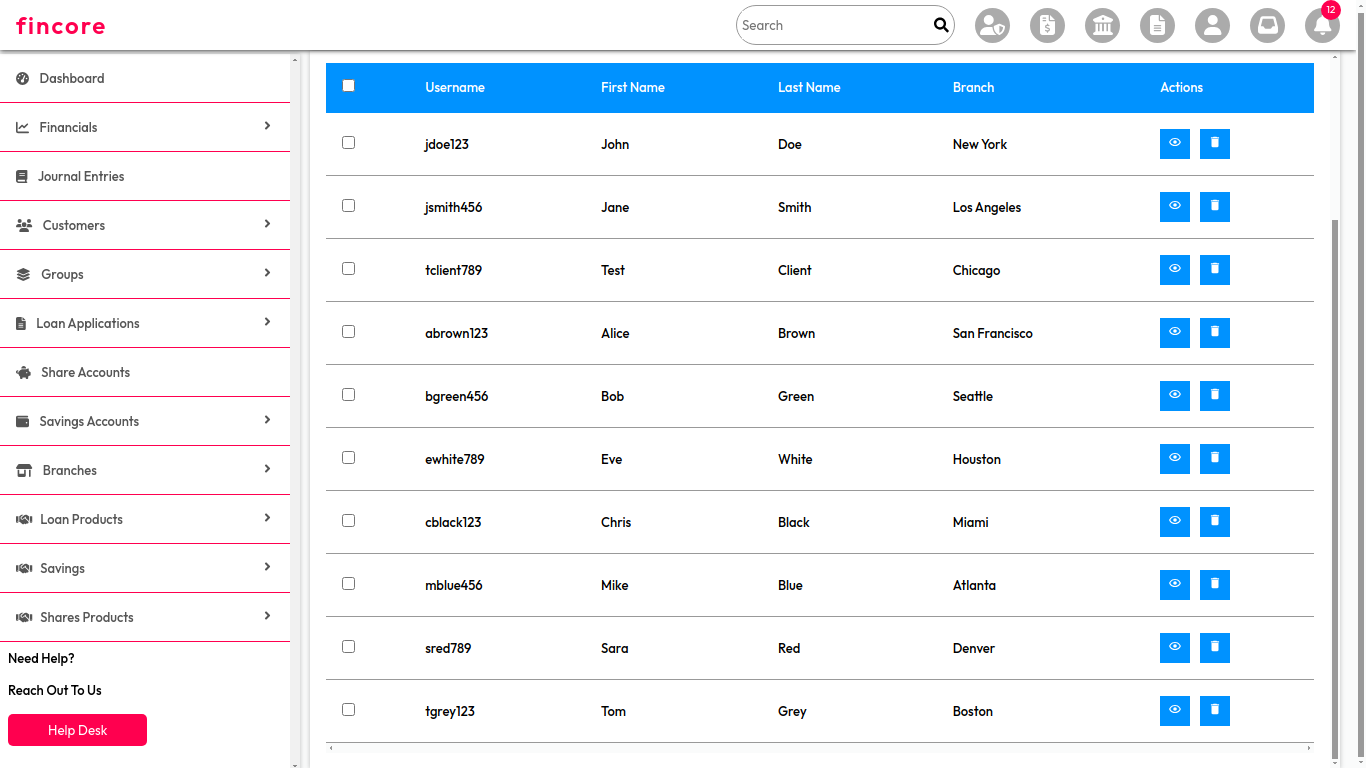 fincore
Search
12
Dashboard
Financials
Journal Entries
Customers
Groups
Loan Applications
Share Accounts
Savings Accounts
Branches
Loan Products
Savings
Shares Products
Need Help?
Reach Out To Us
Help Desk
Username First Name Last Name Branch Actions
jdoe123 John Doe New York
jsmith456 Jane Smith Los Angeles
tclient789 Test Client Chicago
abrown123 Alice Brown San Francisco
bgreen456 Bob Green Seattle
ewhite789 Eve White Houston
cblack123 Chris Black Miami
mblue456 Mike Blue Atlanta
sred789 Sara Red Denver
tgrey123 Tom Grey Boston